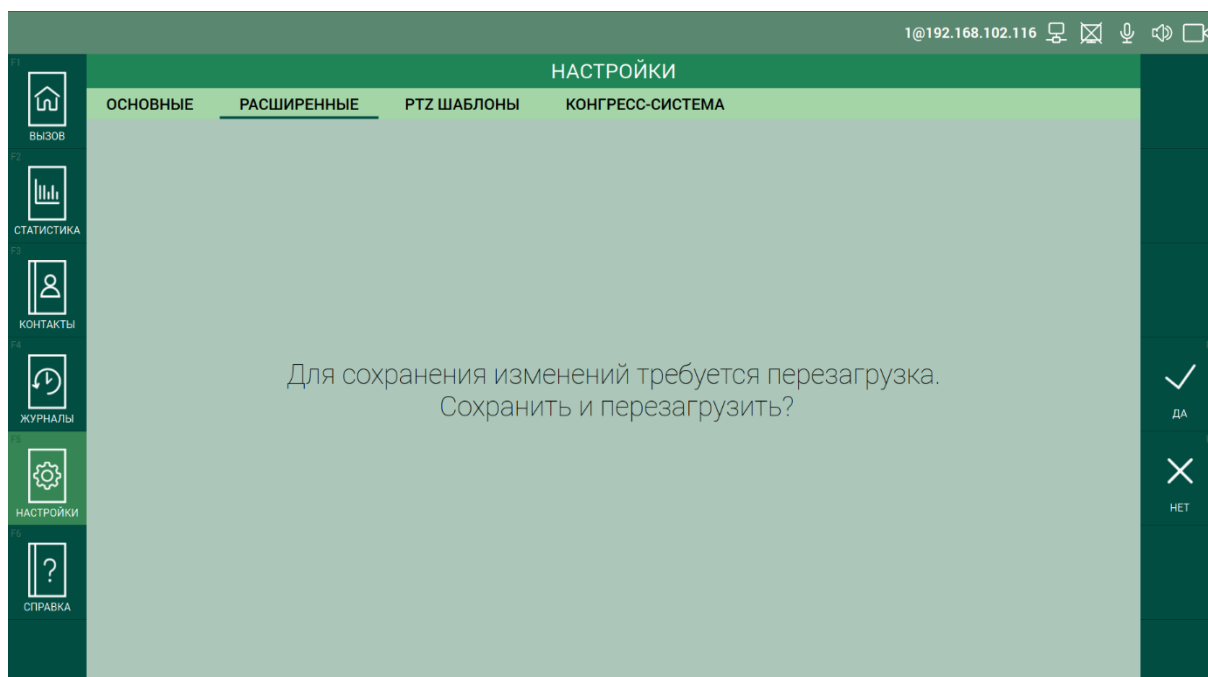 1@192.168.102.116
НАСТРОЙКИ
ОСНОВНЫЕ РАСШИРЕННЫЕ PTZ ШАБЛОНЫ КОНГРЕСС-СИСТЕМА
F1
ВЫЗОВ
F2
СТАТИСТИКА
F3
КОНТАКТЫ
F4
ЖУРНАЛЫ
F5
НАСТРОЙКИ
F6
СПРАВКА
Для сохранения изменений требуется перезагрузка.
Сохранить и перезагрузить?
ДА
НЕТ